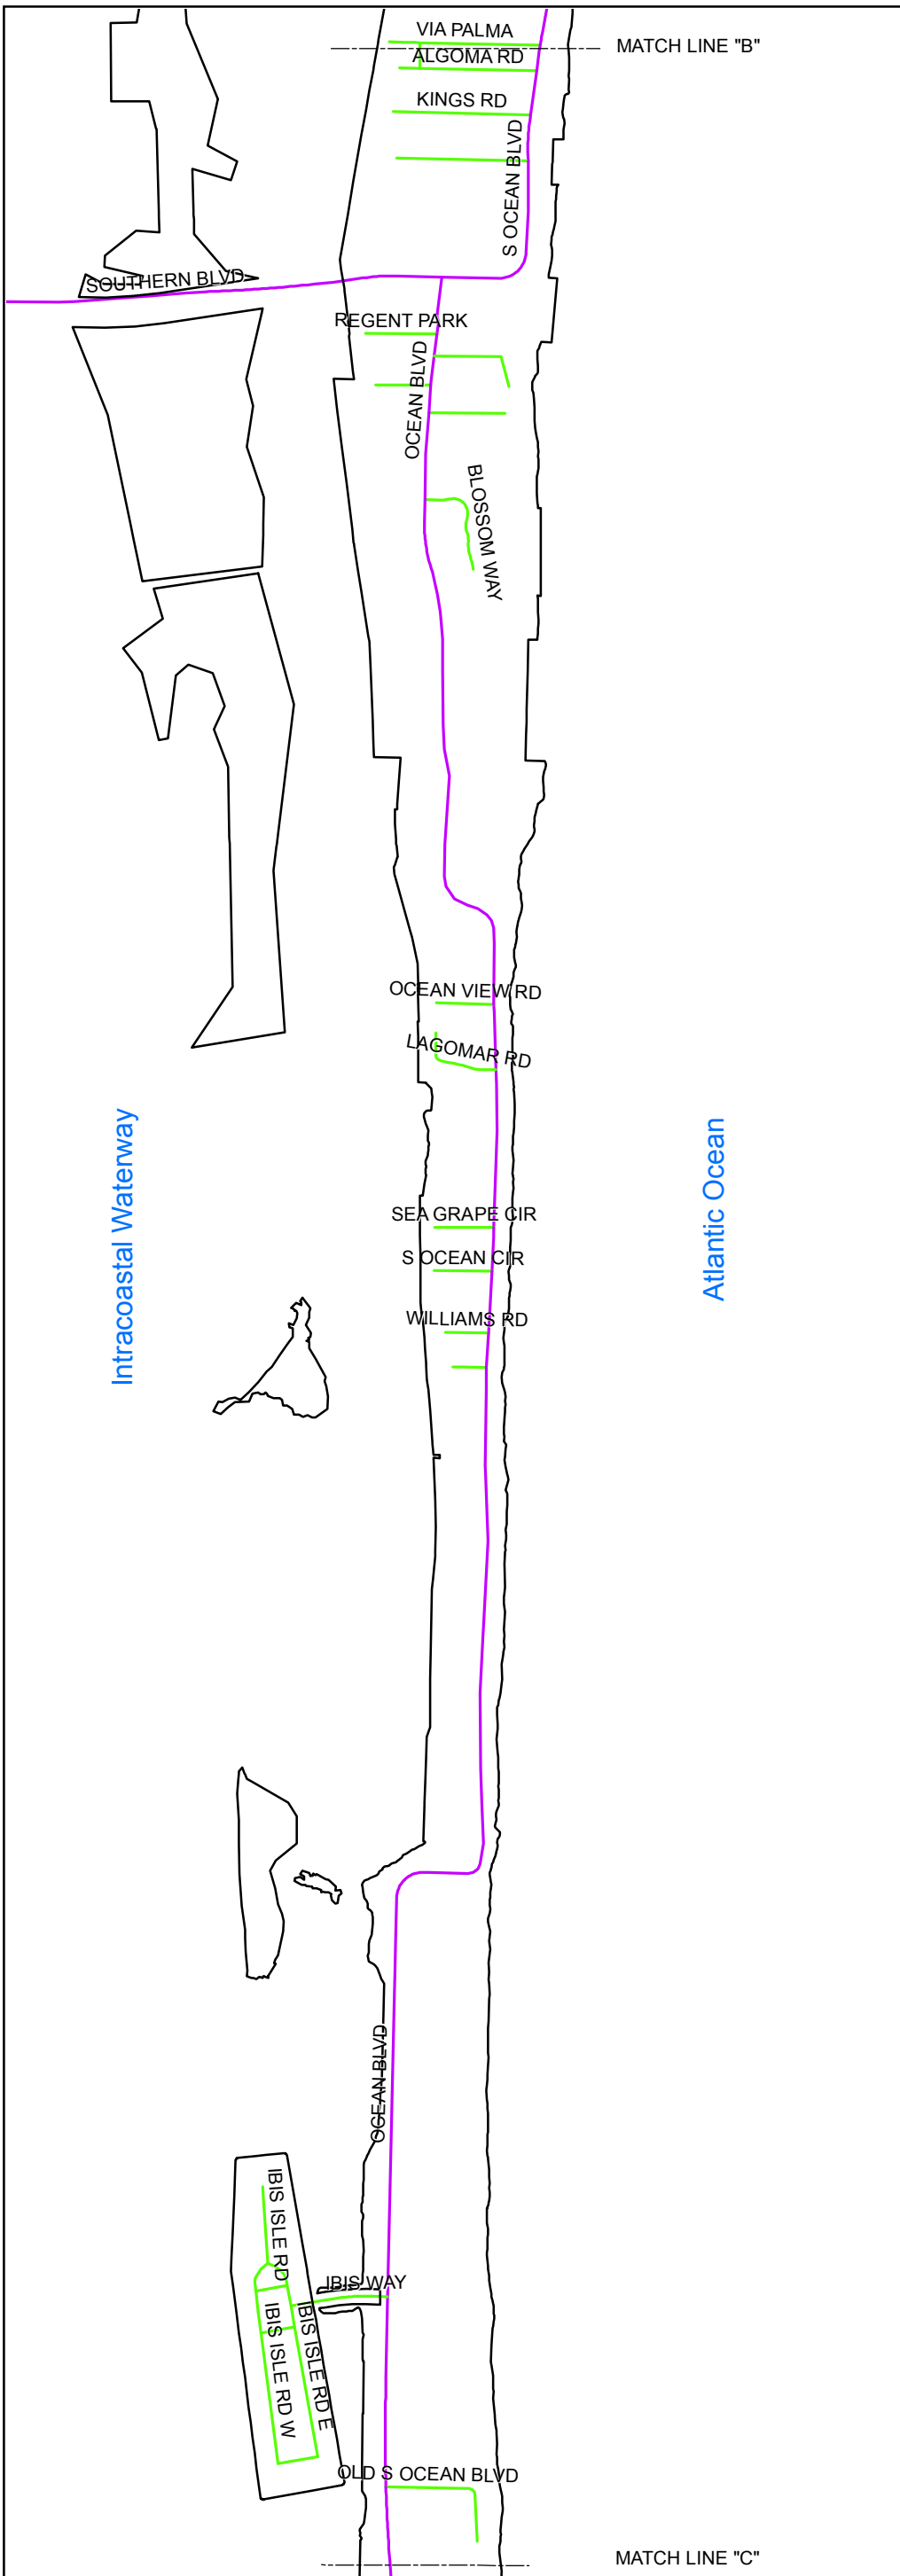 VIA PALMA
MATCH LINE "B"
ALGOMA RD
KINGS RD
S OCEAN BLVD
SOUTHERN BLVD
REGENT PARK
OCEAN BLVD
BLOSSOM WAY
OCEAN VIEW RD
LAGOMAR RD
Intracoastal Waterway
Atlantic Ocean
SEA GRAPE CIR
S OCEAN CIR
WILLIAMS RD
OCEAN BLVD
IBIS ISLE RD
IBIS WAY
IBIS ISLE RD W
IBIS ISLE RD E
OLD S OCEAN BLVD
MATCH LINE "C"